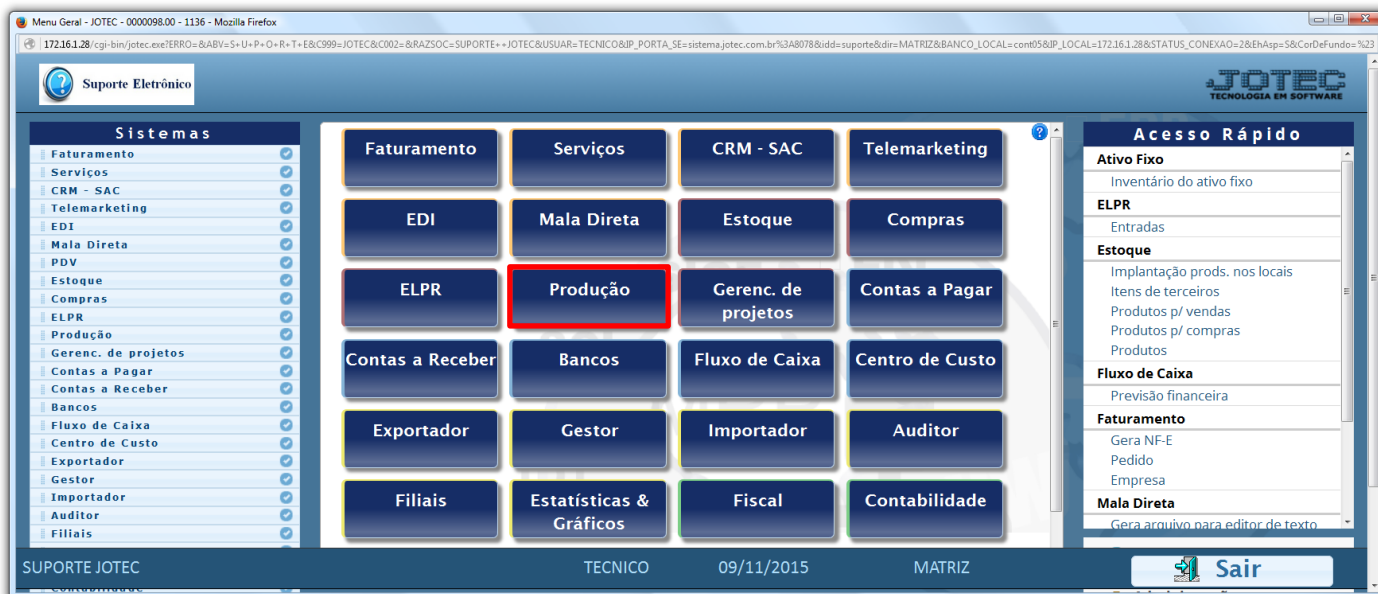 Menu Geral - JOTEC - 0000098.00 - 1136 - Mozilla Firefox
172.16.1.28/cgi-bin/jotec.exe?ERRO=&ABV=S+U+P+O+R+T+E&C999=JOTEC&C002=&RAZSOC=SUPORTE++JOTEC&USUAR=TECNICO&IP_PORTA_SE=sistema.jotec.com.br%3A8078&idd=suporte&dir=MATRIZ&BANCO_LOCAL=cont05&IP_LOCAL=172.16.1.28&STATUS_CONEXAO=2&EhAsp=S&CorDeFundo=%23
Suporte Eletrônico
JOTEC
TECNOLOGIA EM SOFTWARE
Sistemas
Faturamento
Serviços
CRM - SAC
Telemarketing
EDI
Mala Direta
PDV
Estoque
Compras
ELPR
Produção
Gerenc. de projetos
Contas a Pagar
Contas a Receber
Bancos
Fluxo de Caixa
Centro de Custo
Exportador
Gestor
Importador
Auditor
Filiais
Contabilidade
Faturamento
Serviços
CRM - SAC
Telemarketing
EDI
Mala Direta
Estoque
Compras
ELPR
Produção
Gerenc. de
projetos
Contas a Pagar
Contas a Receber
Bancos
Fluxo de Caixa
Centro de Custo
Exportador
Gestor
Importador
Auditor
Filiais
Estatísticas &
Gráficos
Fiscal
Contabilidade
Acesso Rápido
Ativo Fixo
Inventário do ativo fixo
ELPR
Entradas
Estoque
Implantação prods. nos locais
Itens de terceiros
Produtos p/ vendas
Produtos p/ compras
Produtos
Fluxo de Caixa
Previsão financeira
Faturamento
Gera NF-E
Pedido
Empresa
Mala Direta
Gera arquivo para editor de texto
SUPORTE JOTEC
TECNICO
09/11/2015
MATRIZ
Sair